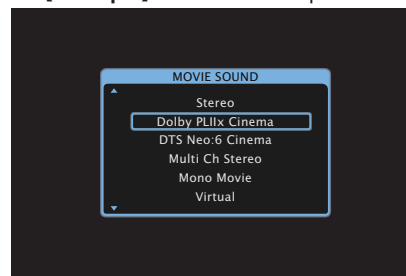 MOVIE SOUND
Stereo
Dolby PLIIx Cinema
DTS Neo:6 Cinema
Multi Ch Stereo
Mono Movie
Virtual